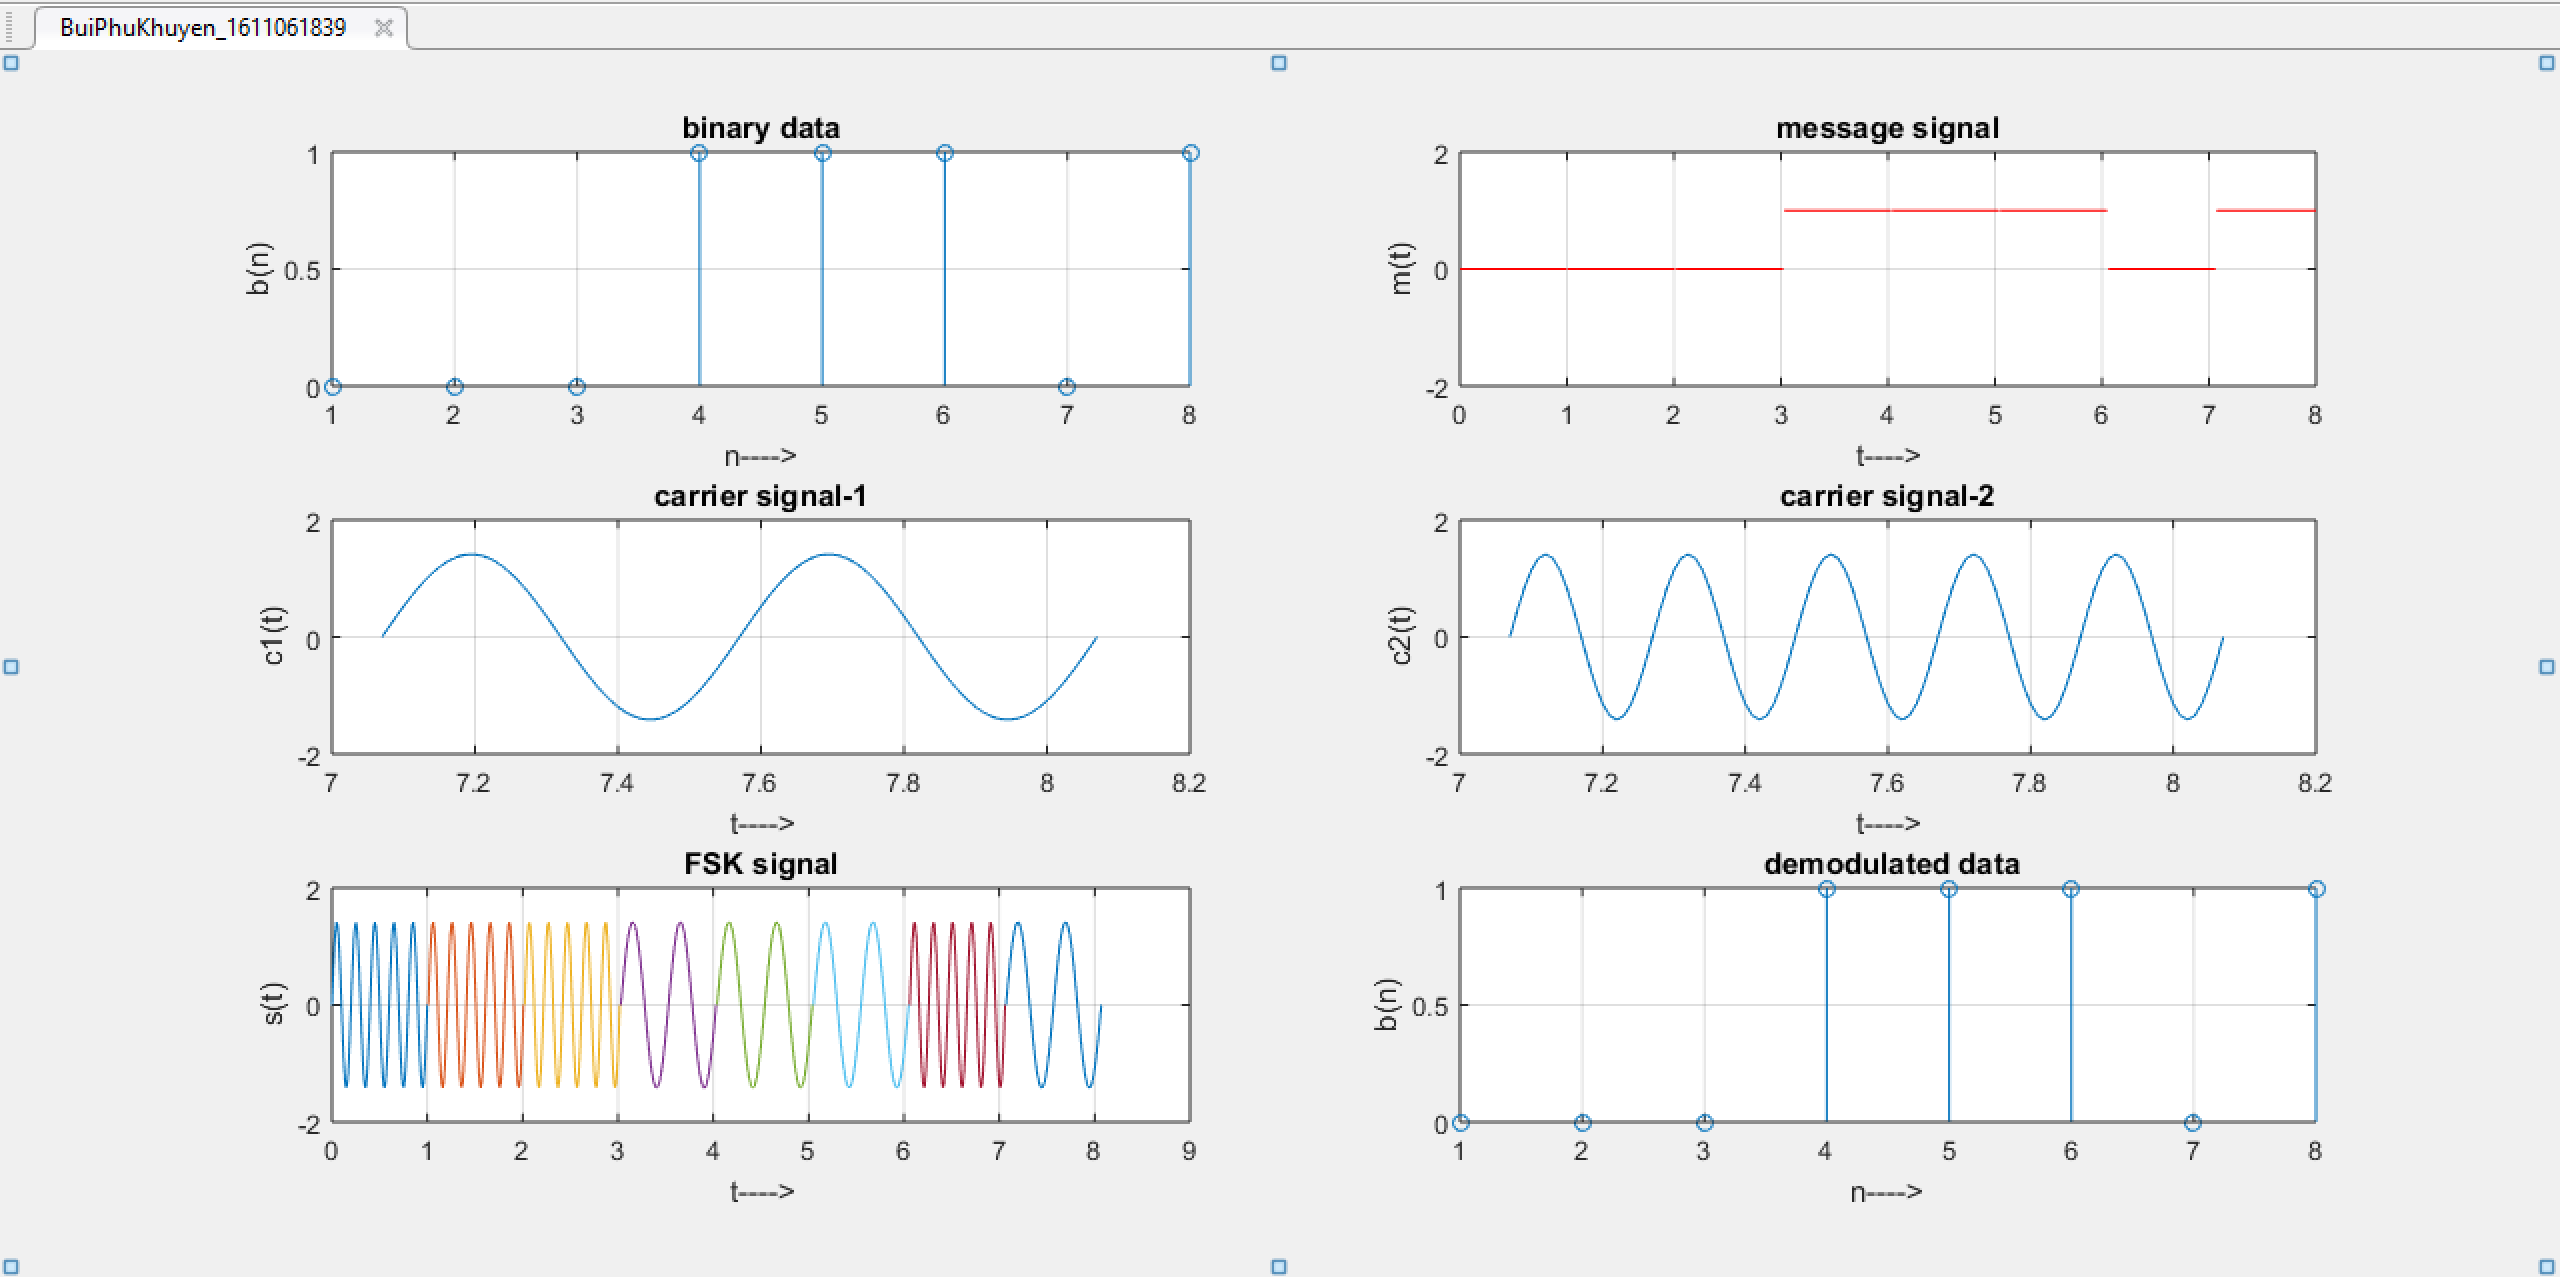 BuiPhuKhuyen_1611061839
binary data
b(n)
1
0.5
0
1 2 3 4 5 6 7 8
n---->
message signal
m(t)
2
0
-2
0 1 2 3 4 5 6 7 8
t---->
carrier signal-1
c1(t)
2
0
-2
7 7.2 7.4 7.6 7.8 8 8.2
t---->
carrier signal-2
c2(t)
2
0
-2
7 7.2 7.4 7.6 7.8 8 8.2
t---->
FSK signal
s(t)
2
0
-2
0 1 2 3 4 5 6 7 8 9
t---->
demodulated data
b(n)
1
0.5
0
1 2 3 4 5 6 7 8
n---->